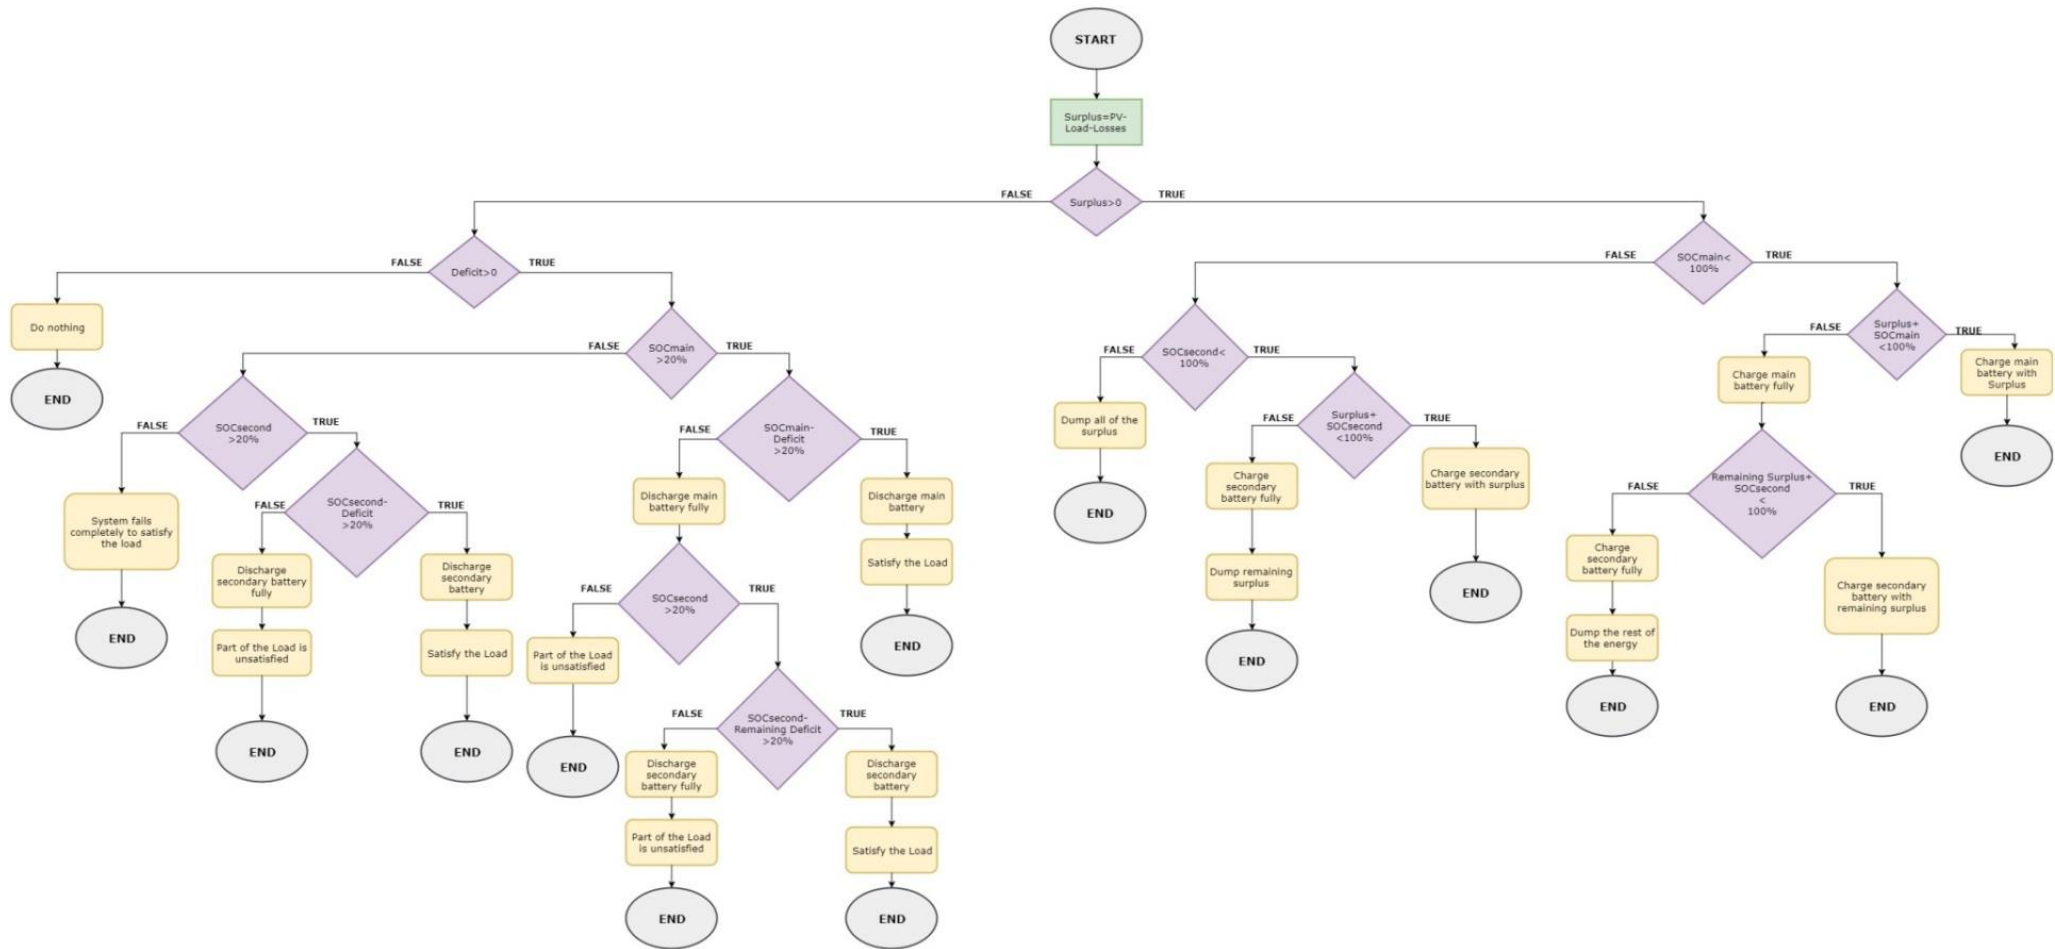 START
Surplus=PV-
Load-Losses
Surplus>0
FALSE
TRUE
Deficit>0
FALSE
TRUE
Do nothing
END
SOCmain
>20%
FALSE
TRUE
SOCsecond
>20%
FALSE
TRUE
System fails
completely to satisfy
the load
END
SOCsecond-
Deficit
>20%
FALSE
TRUE
Discharge
secondary battery
fully
Part of the Load is
unsatisfied
END
Discharge
secondary
battery
Satisfy the Load
END
SOCmain-
Deficit
>20%
FALSE
TRUE
Discharge main
battery fully
SOCsecond
>20%
FALSE
TRUE
Part of the Load
is unsatisfied
END
SOCsecond-
Remaining Deficit
>20%
FALSE
TRUE
Discharge
secondary
battery fully
Part of the Load
is unsatisfied
END
Discharge
secondary
battery
Satisfy the Load
END
Discharge main
battery
Satisfy the Load
END
SOCmain<
100%
FALSE
TRUE
SOCsecond<
100%
FALSE
TRUE
Dump all of the
surplus
END
Surplus+
SOCsecond
<100%
FALSE
TRUE
Charge
secondary
battery fully
Dump remaining
surplus
END
Charge secondary
battery with surplus
END
Surplus+
SOCmain
<100%
FALSE
TRUE
Charge main
battery fully
Remaining Surplus+
SOCsecond
<
100%
FALSE
TRUE
Charge
secondary
battery fully
Dump the rest of
the energy
END
Charge secondary
battery with
remaining surplus
END
Charge main
battery with
Surplus
END